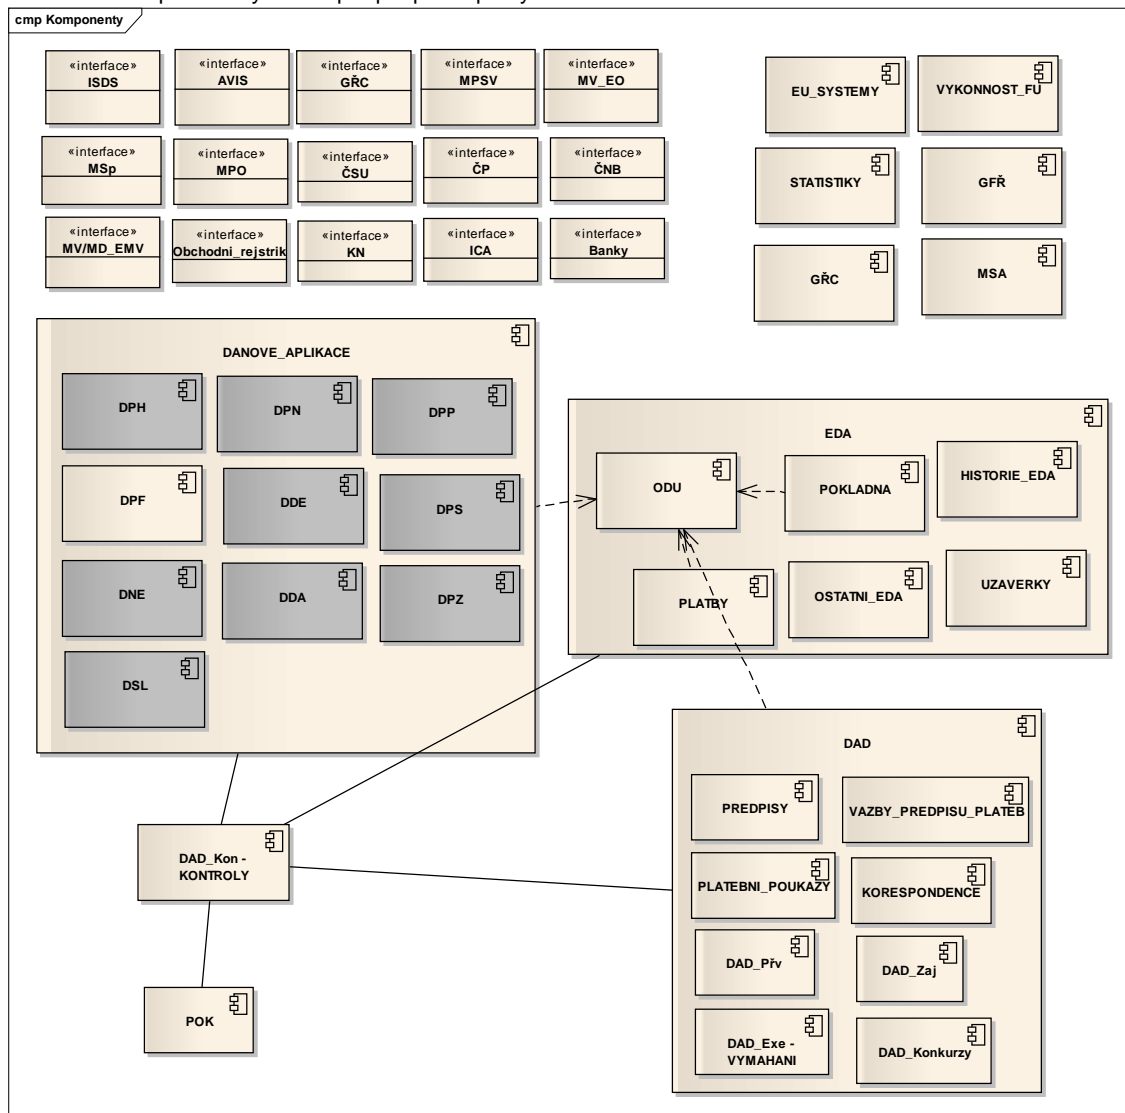 cmp Komponenty
«interface»
ISDS
«interface»
AVIS
«interface»
GŘC
«interface»
MPSV
«interface»
MV_EO
«interface»
MSp
«interface»
MPO
«interface»
ČSU
«interface»
ČP
«interface»
ČNB
«interface»
MV/MD_EMV
«interface»
Obchodni_rejstrik
«interface»
KN
«interface»
ICA
«interface»
Banky
EU_SYSTEMY
VYKONNOST_FU
STATISTIKY
GFŘ
GŘC
MSA
DANOVE_APLIKACE
DPH
DPN
DPP
DPF
DDE
DPS
DNE
DDA
DPZ
DSL
EDA
ODU
POKLADNA
HISTORIE_EDA
PLATBY
OSTATNI_EDA
UZAVERKY
DAD
PREDPISY
VAZBY_PREDPISU_PLATEB
PLATEBNI_POUKAZY
KORESPONDENCE
DAD_Přv
DAD_Zaj
DAD_Exe -
VYMAHANI
DAD_Konkurzy
DAD_Kon -
KONTROLY
POK